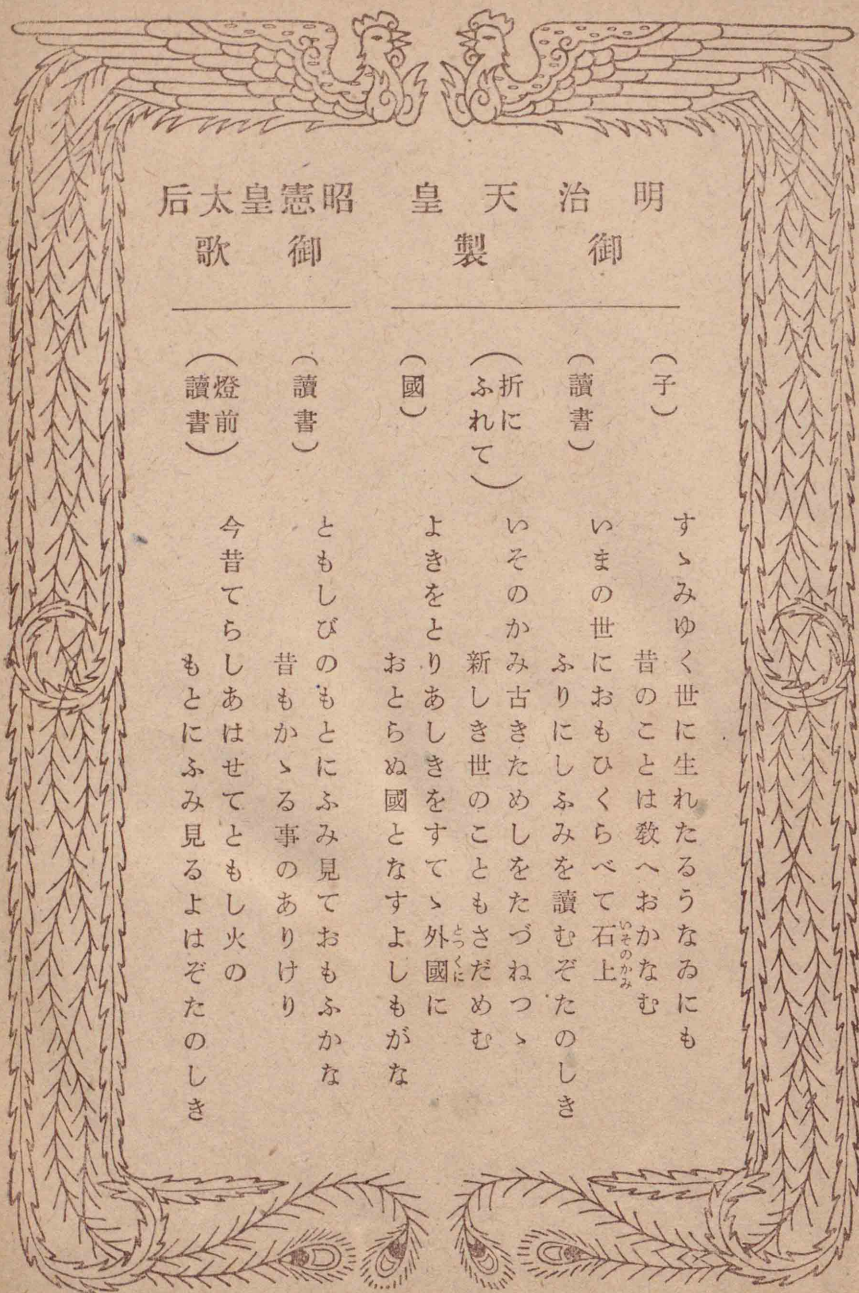 明治天皇
御製
(子)
すゝみゆく世に生れたるうなゐにも
昔のことは敎へおかなむ
(讀書)
いまの世におもひくらべて石上
いそのかみ
ふりにしふみを讀むぞたのしき
(折に
ふれて)
いそのかみ古きためしをたづねつゝ
新しき世のこともさだめむ
(國)
よきをとりあしきをすてゝ外國に
とつくに
おとらぬ國となすよしもがな
昭憲皇太后
御歌
(讀書)
ともしびのもとにふみ見ておもふかな
昔もかゝる事のありけり
(燈前
讀書)
今昔てらしあはせてともし火の
もとにふみ見るよはぞたのしき